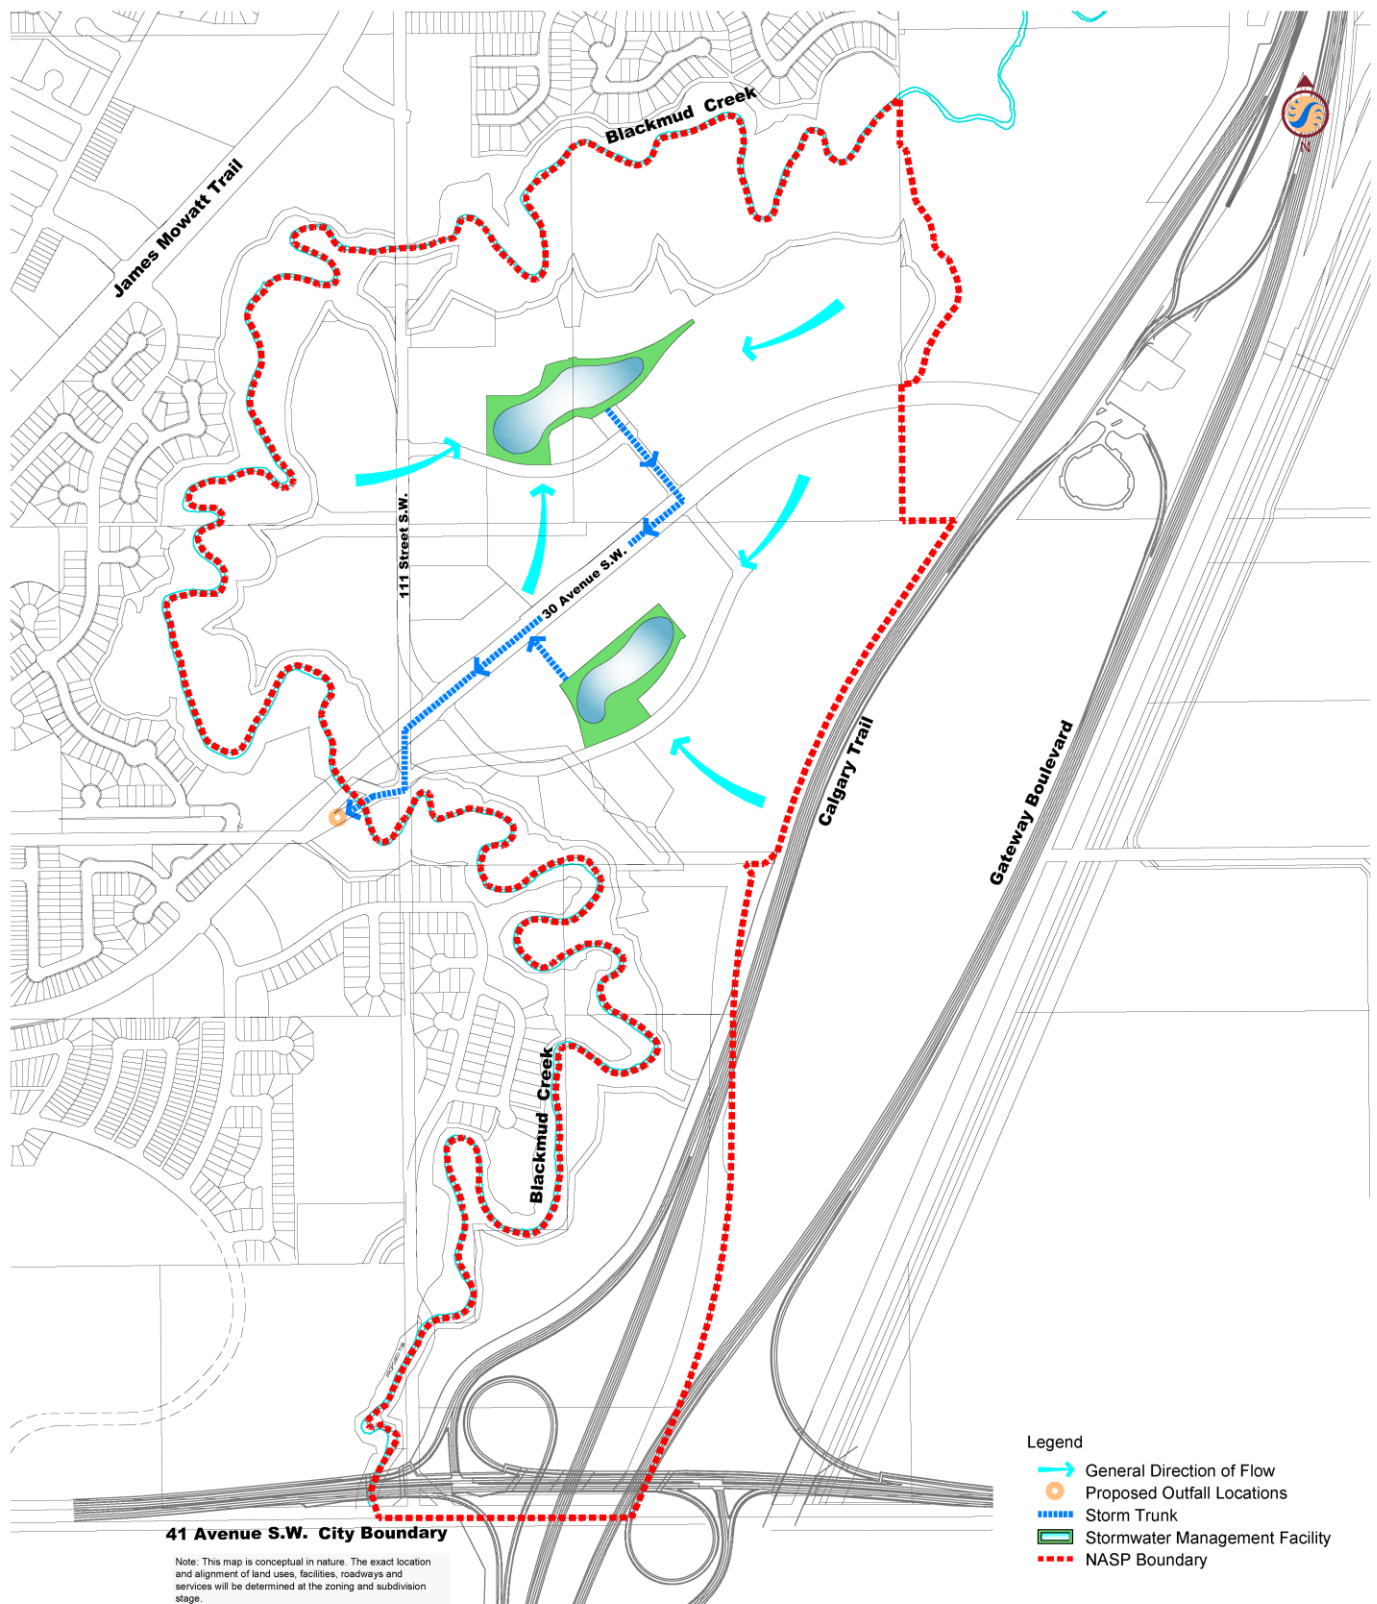 Blackmud Creek
N
James Mowatt Trail
111 Street S.W.
30 Avenue S.W.
Calgary Trail
Gateway Boulevard
Blackmud Creek
41 Avenue S.W. City Boundary
Note: This map is conceptual in nature. The exact location
and alignment of land uses, facilities, roadways and
services will be determined at the zoning and subdivision
stage.
Legend
General Direction of Flow
Proposed Outfall Locations
Storm Trunk
Stormwater Management Facility
NASP Boundary